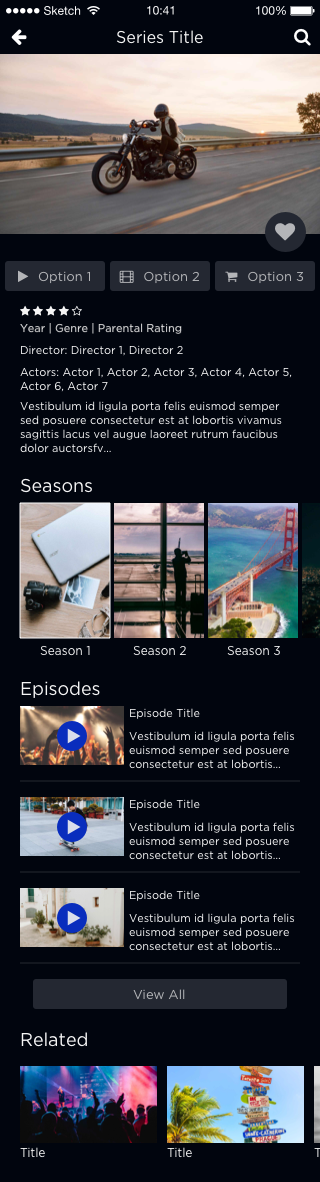 Sketch 10:41 100%
Series Title
Option 1 Option 2 Option 3
Year | Genre | Parental Rating
Director: Director 1, Director 2
Actors: Actor 1, Actor 2, Actor 3, Actor 4, Actor 5,
Actor 6, Actor 7
Vestibulum id ligula porta felis euismod semper
sed posuere consectetur est at lobortis vivamus
sagittis lacus vel augue laoreet rutrum faucibus
dolor auctorsfv...
Seasons
Season 1 Season 2 Season 3
Episodes
Episode Title
Vestibulum id ligula porta felis
euismod semper sed posuere
consectetur est at lobortis...
Episode Title
Vestibulum id ligula porta felis
euismod semper sed posuere
consectetur est at lobortis...
Episode Title
Vestibulum id ligula porta felis
euismod semper sed posuere
consectetur est at lobortis...
View All
Related
Title Title